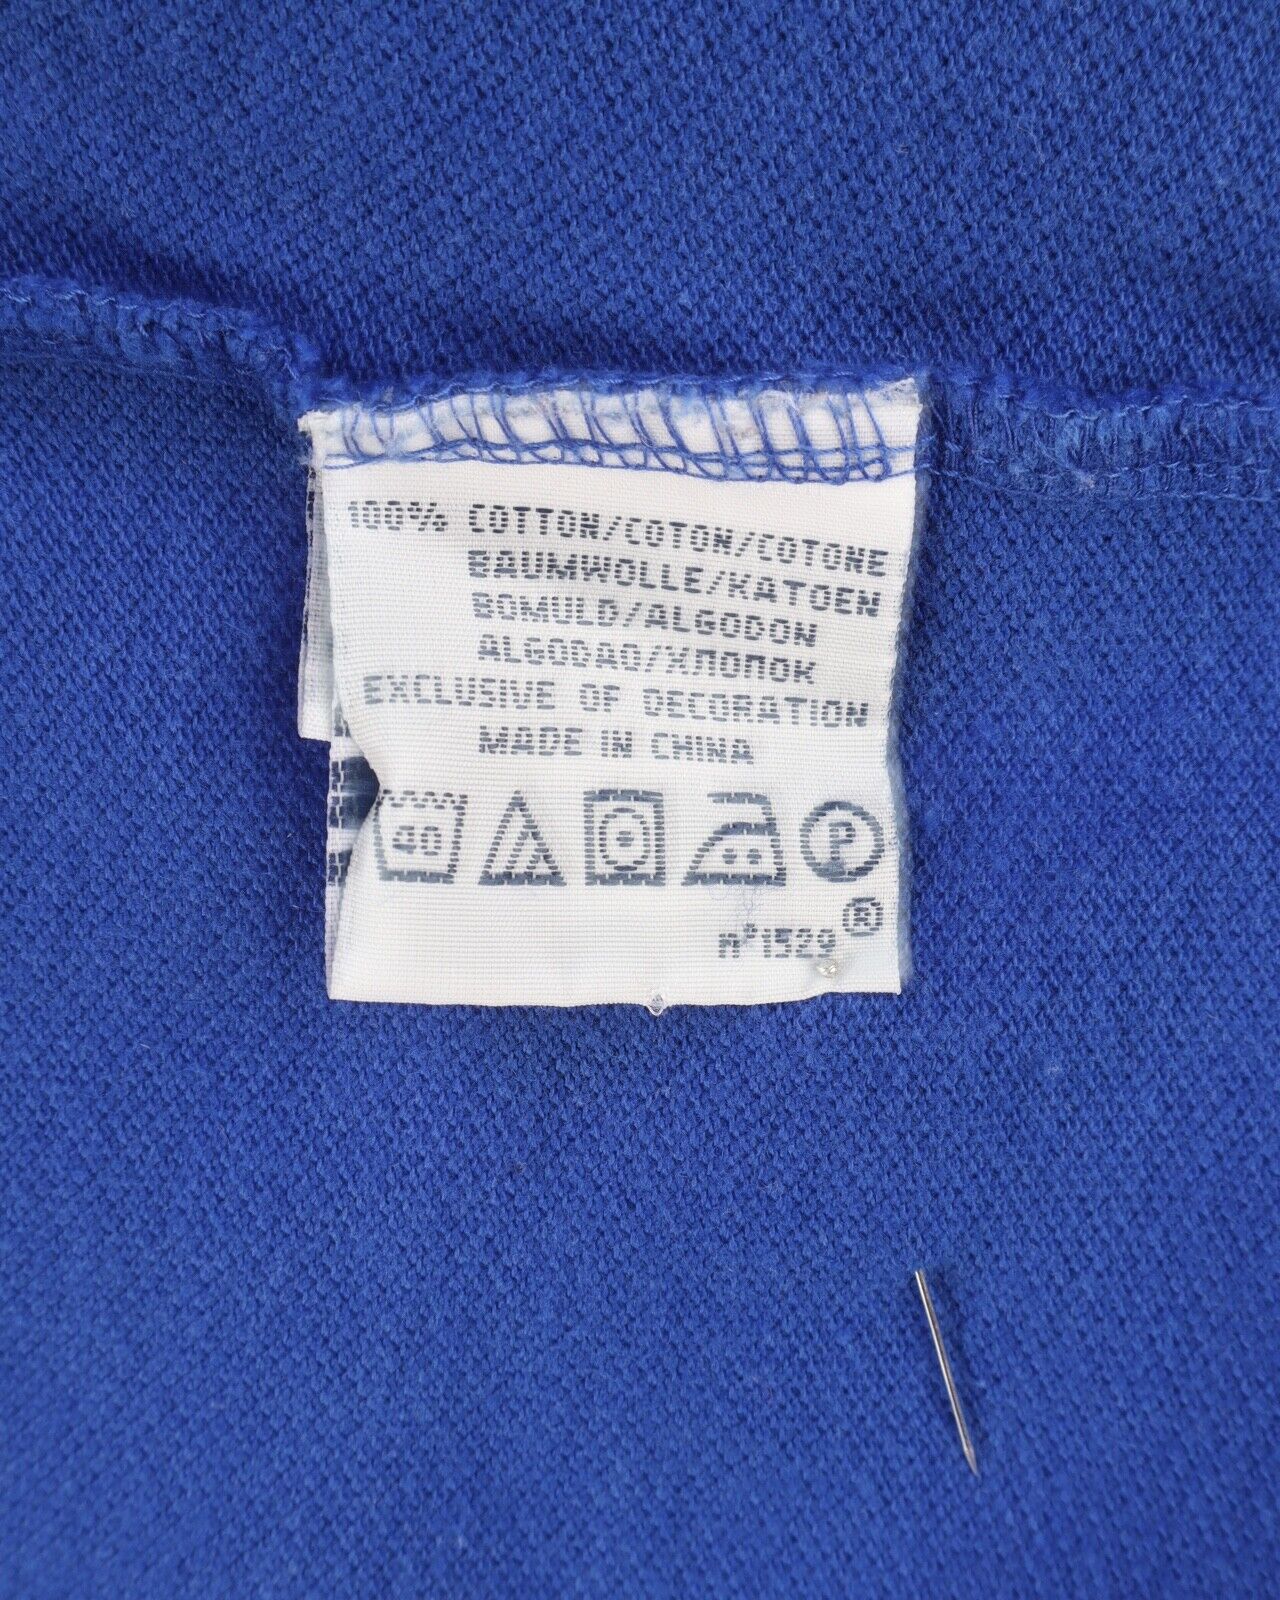 100% COTTON/COTON/COTONE
BAUMWOLLE/KATOEN
BOMULD/ALGODON
ALGODAO/ХЛОПОК
EXCLUSIVE OF DECORATION
MADE IN CHINA
40
P
n°1529 ®